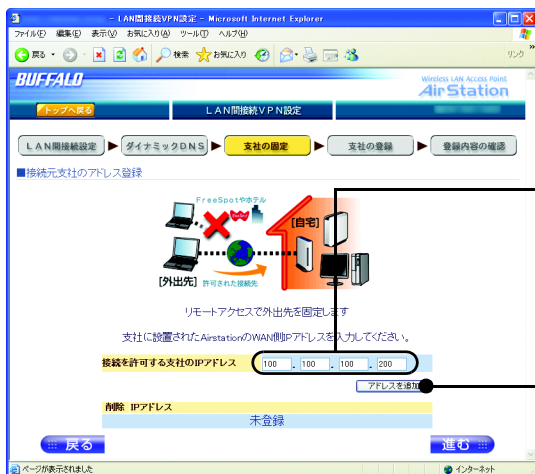 - LAN間接続VPN設定 - Microsoft Internet Explorer
ファイル(F) 編集(E) 表示(V) お気に入り(A) ツール(T) ヘルプ(H)
戻る 検索 お気に入り リンク
BUFFALO
Wireless LAN Access Point
AirStation
トップへ戻る LAN間接続VPN設定
LAN間接続設定 ダイナミックDNS 支社の固定 支社の登録 登録内容の確認
■接続元支社のアドレス登録
FreeSpotやホテル
[自宅]
[外出先] 許可された接続先
リモートアクセスで外出先を固定します
支社に設置されたAirstationのWAN側IPアドレスを入力してください。
接続を許可する支社のIPアドレス 100 . 100 . 100 . 200
アドレスを追加
削除 IPアドレス
未登録
戻る 進む
ページが表示されました インターネット